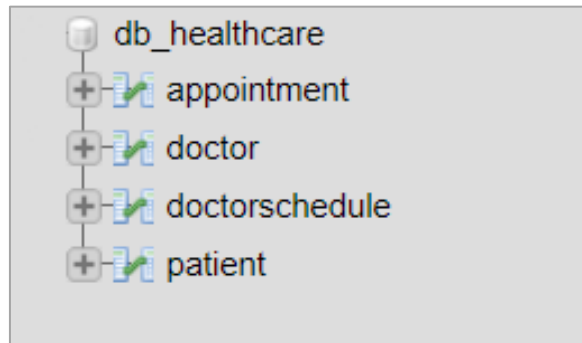 db_healthcare
appointment
doctor
doctorschedule
patient